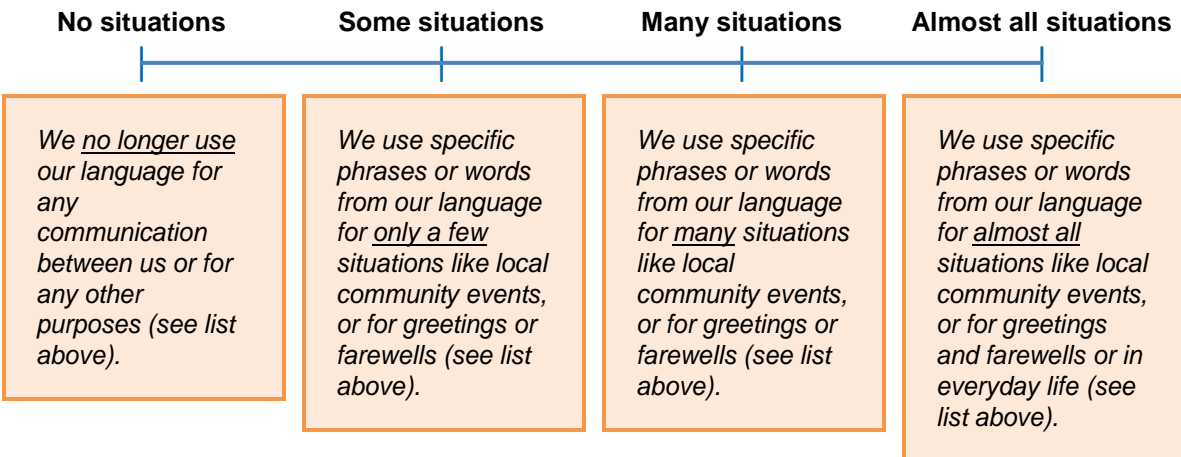 No situations
Some situations
Many situations
Almost all situations
We no longer use
our language for
any
communication
between us or for
any other
purposes (see list
above).
We use specific
phrases or words
from our language
for only a few
situations like local
community events,
or for greetings or
farewells (see list
above).
We use specific
phrases or words
from our language
for many situations
like local
community events,
or for greetings or
farewells (see list
above).
We use specific
phrases or words
from our language
for almost all
situations like local
community events,
or for greetings
and farewells or in
everyday life (see
list above).